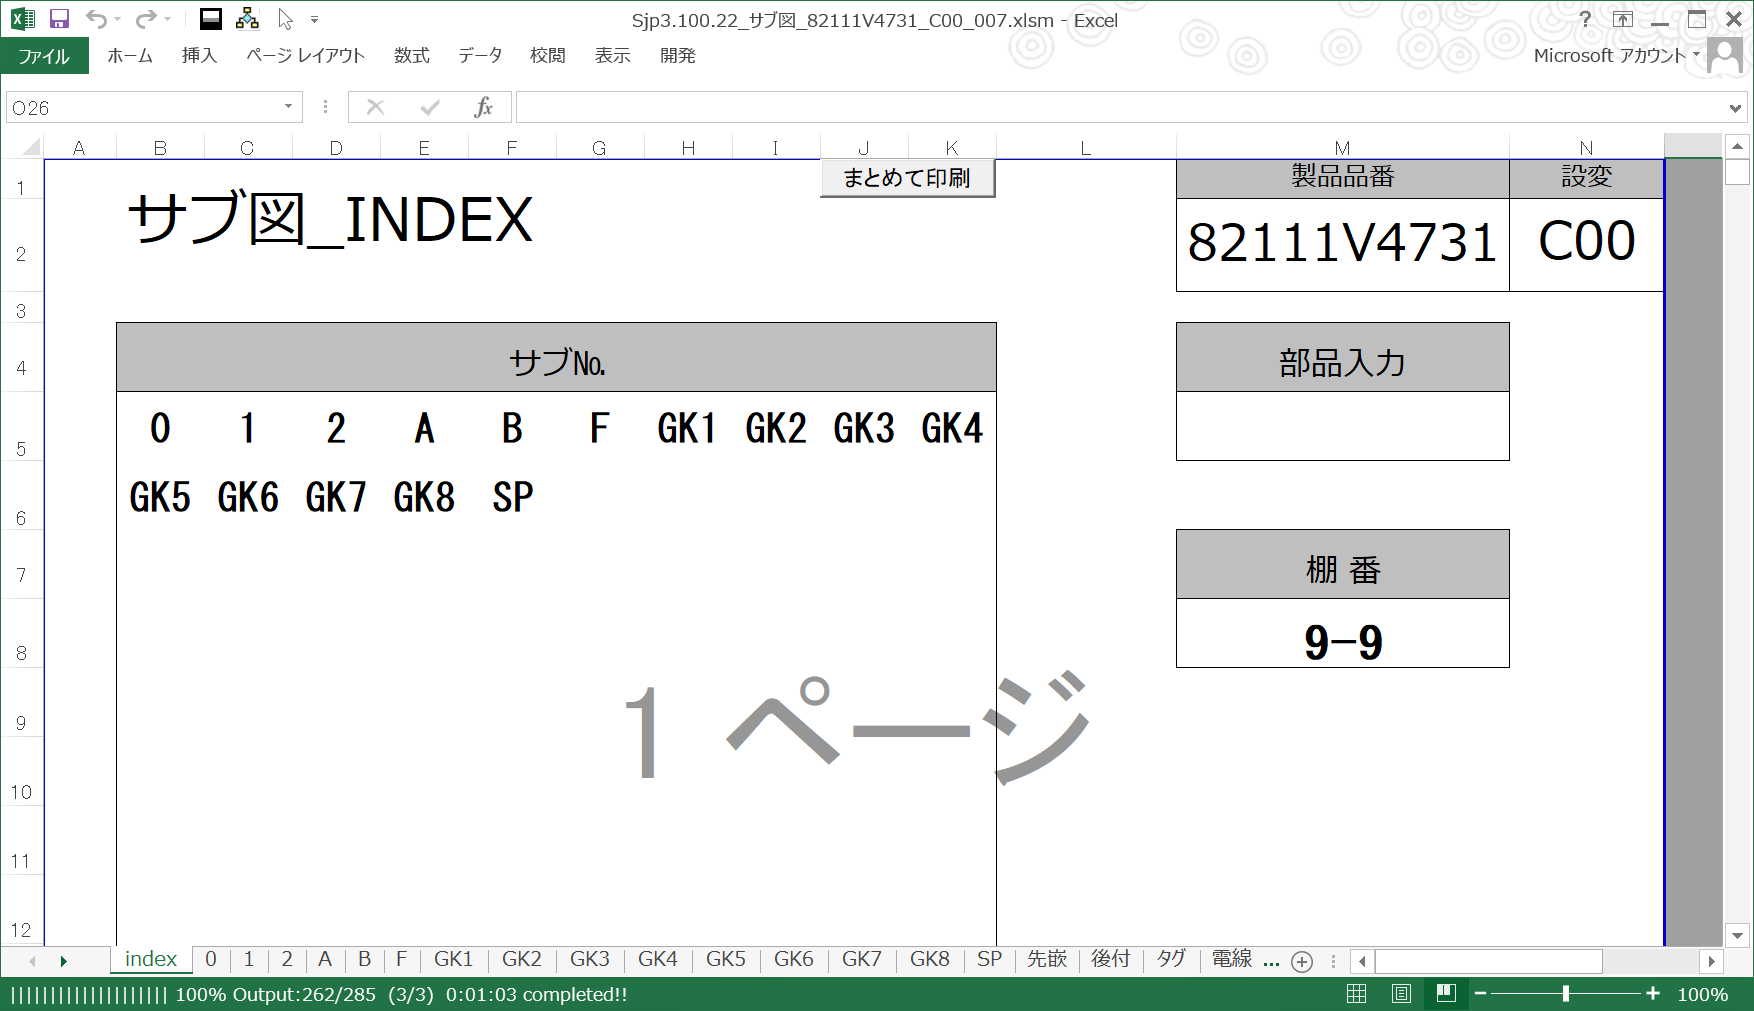 Sjp3.100.22_サブ図_82111V4731_C00_007.xlsm - Excel
ファイル ホーム 挿入 ページ レイアウト 数式 データ 校閲 表示 開発 Microsoft アカウント
O26 fx
A B C D E F G H I J K L M N
1 まとめて印刷 製品品番 設変
2 サブ図_INDEX 82111V4731 C00
3
4 サブ№ 部品入力
5 0 1 2 A B F GK1 GK2 GK3 GK4
6 GK5 GK6 GK7 GK8 SP
7 棚 番
8 9-9
9 1 ページ
10
11
12
index 0 1 2 A B F GK1 GK2 GK3 GK4 GK5 GK6 GK7 GK8 SP 先嵌 後付 タグ 電線 ...
||||||||||||||||||||| 100% Output:262/285 (3/3) 0:01:03 completed!! 100%